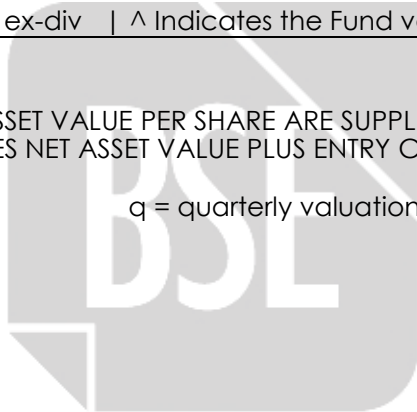 ex-div | ^ Indicates the Fund v
SSET VALUE PER SHARE ARE SUPPL
ES NET ASSET VALUE PLUS ENTRY
q = quarterly valuation
BSE